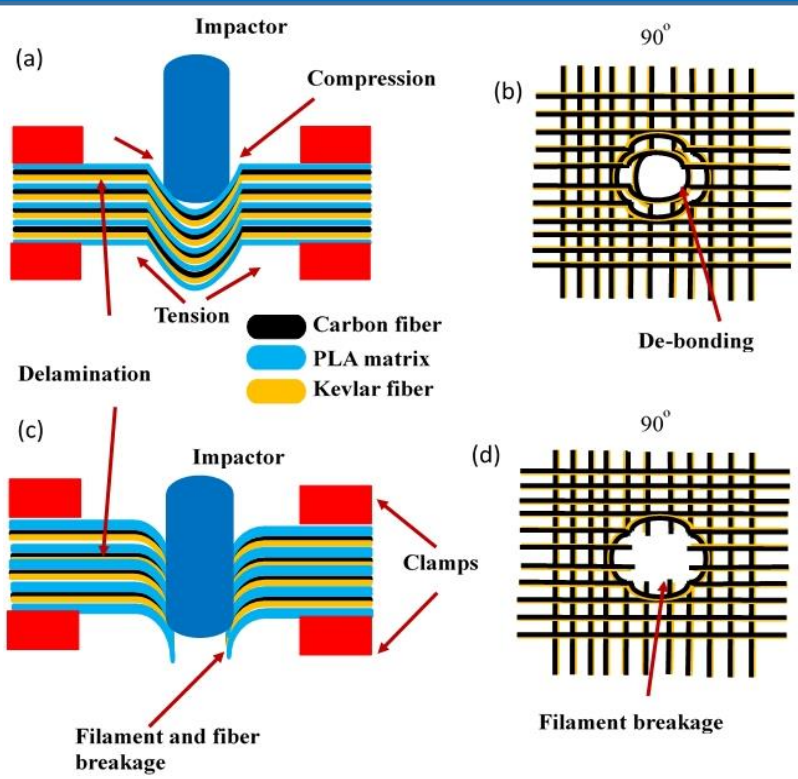 Impactor
(a)
Compression
90°
(b)
Tension
Carbon fiber
PLA matrix
Kevlar fiber
De-bonding
Delamination
(c)
Impactor
90°
(d)
Clamps
Filament and fiber
breakage
Filament breakage